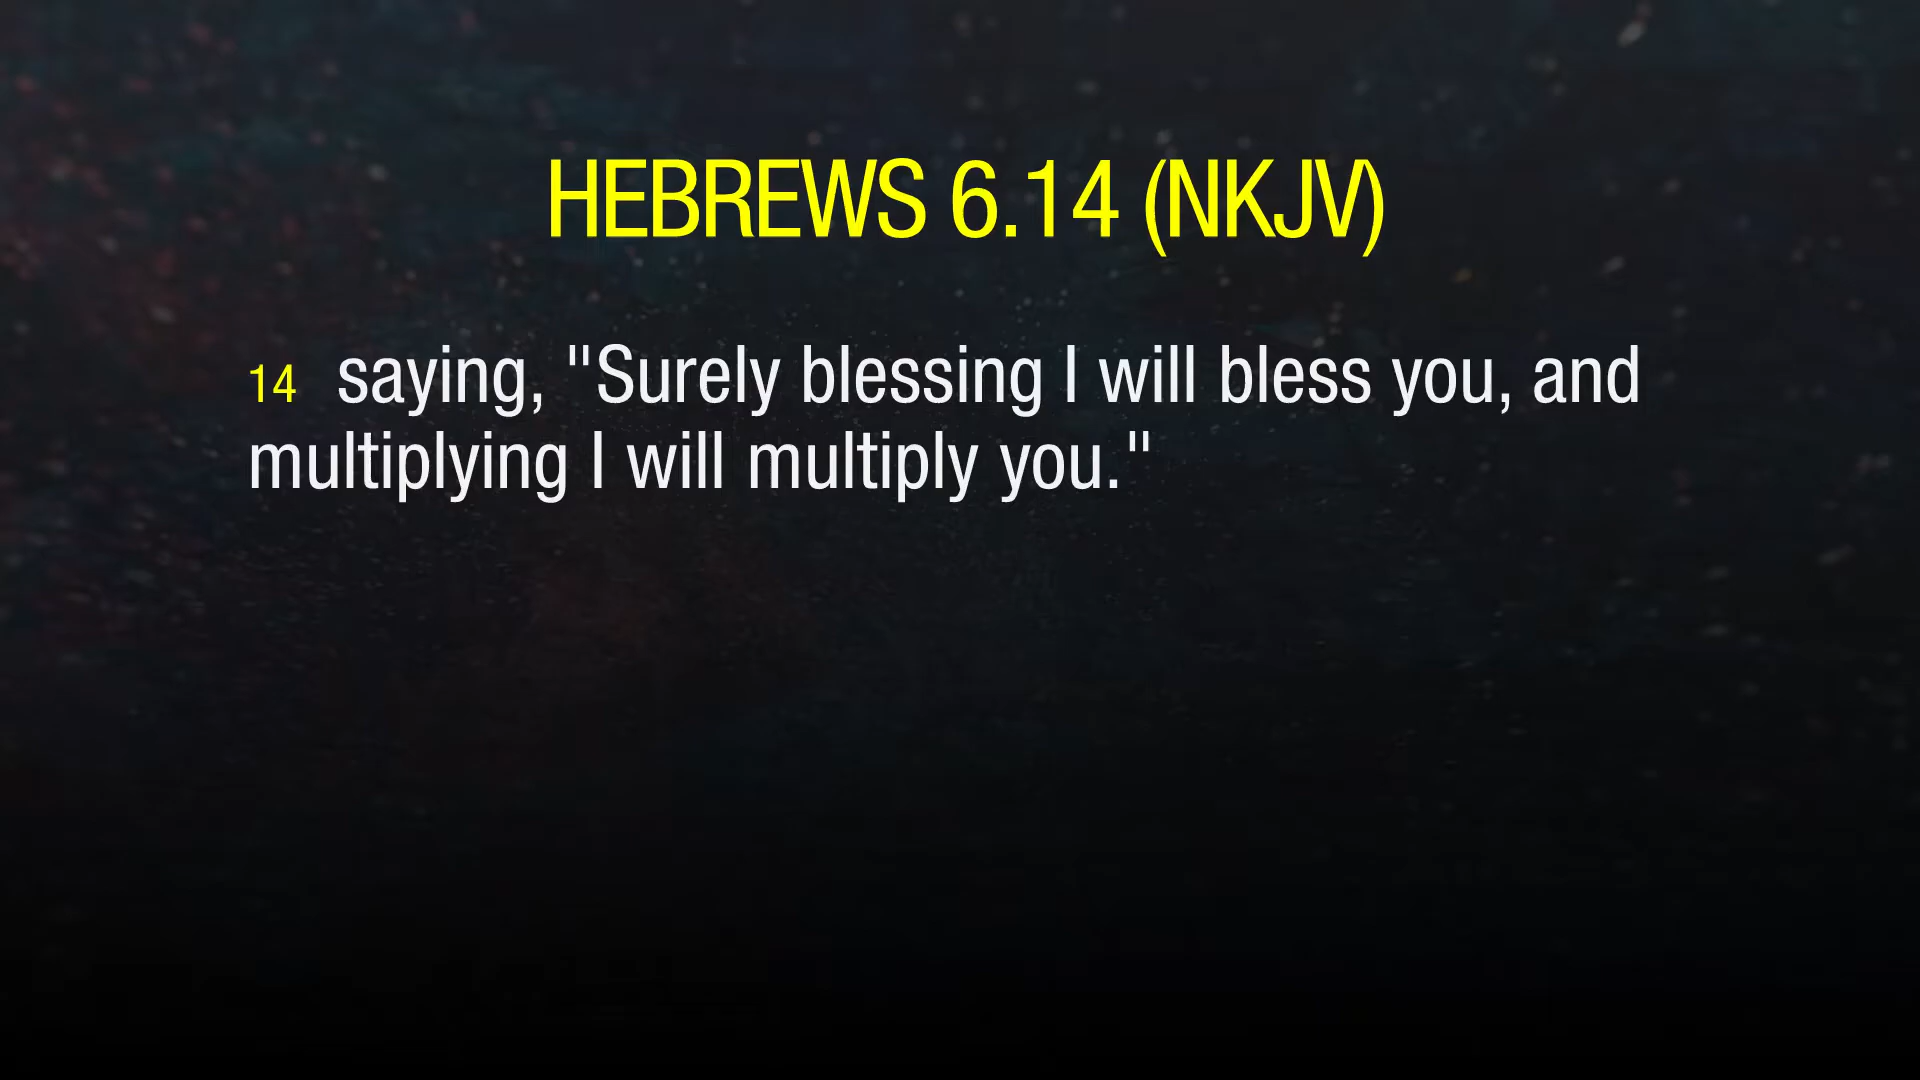 HEBREWS 6.14 (NKJV)
14 saying, "Surely blessing I will bless you, and
multiplying I will multiply you."